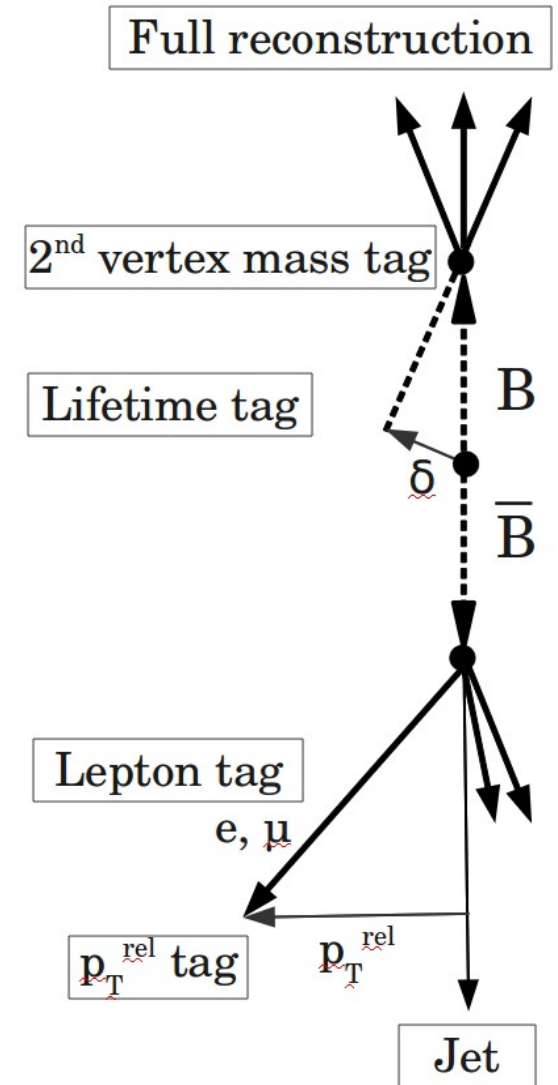 Full reconstruction
2nd vertex mass tag
B
Lifetime tag
δ
B̅
Lepton tag
e, μ
pTrel tag
pTrel
Jet